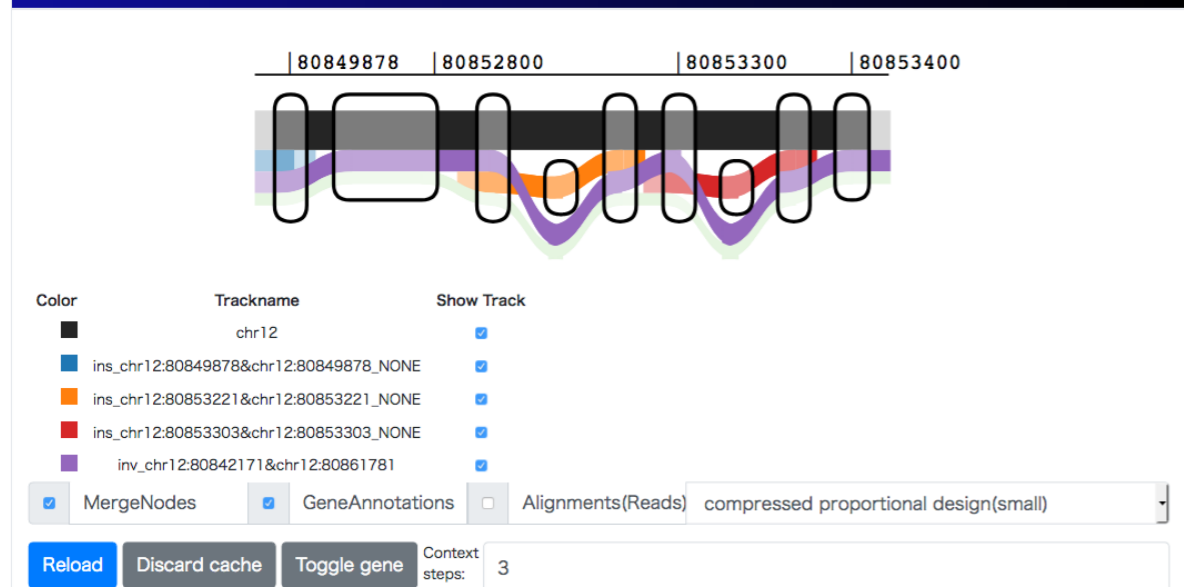 |80849878 |80852800 |80853300 |80853400
Color Trackname Show Track
chr12
ins_chr12:80849878&chr12:80849878_NONE
ins_chr12:80853221&chr12:80853221_NONE
ins_chr12:80853303&chr12:80853303_NONE
inv_chr12:80842171&chr12:80861781
MergeNodes GeneAnnotations Alignments(Reads) compressed proportional design(small)
Reload Discard cache Toggle gene Context steps: 3